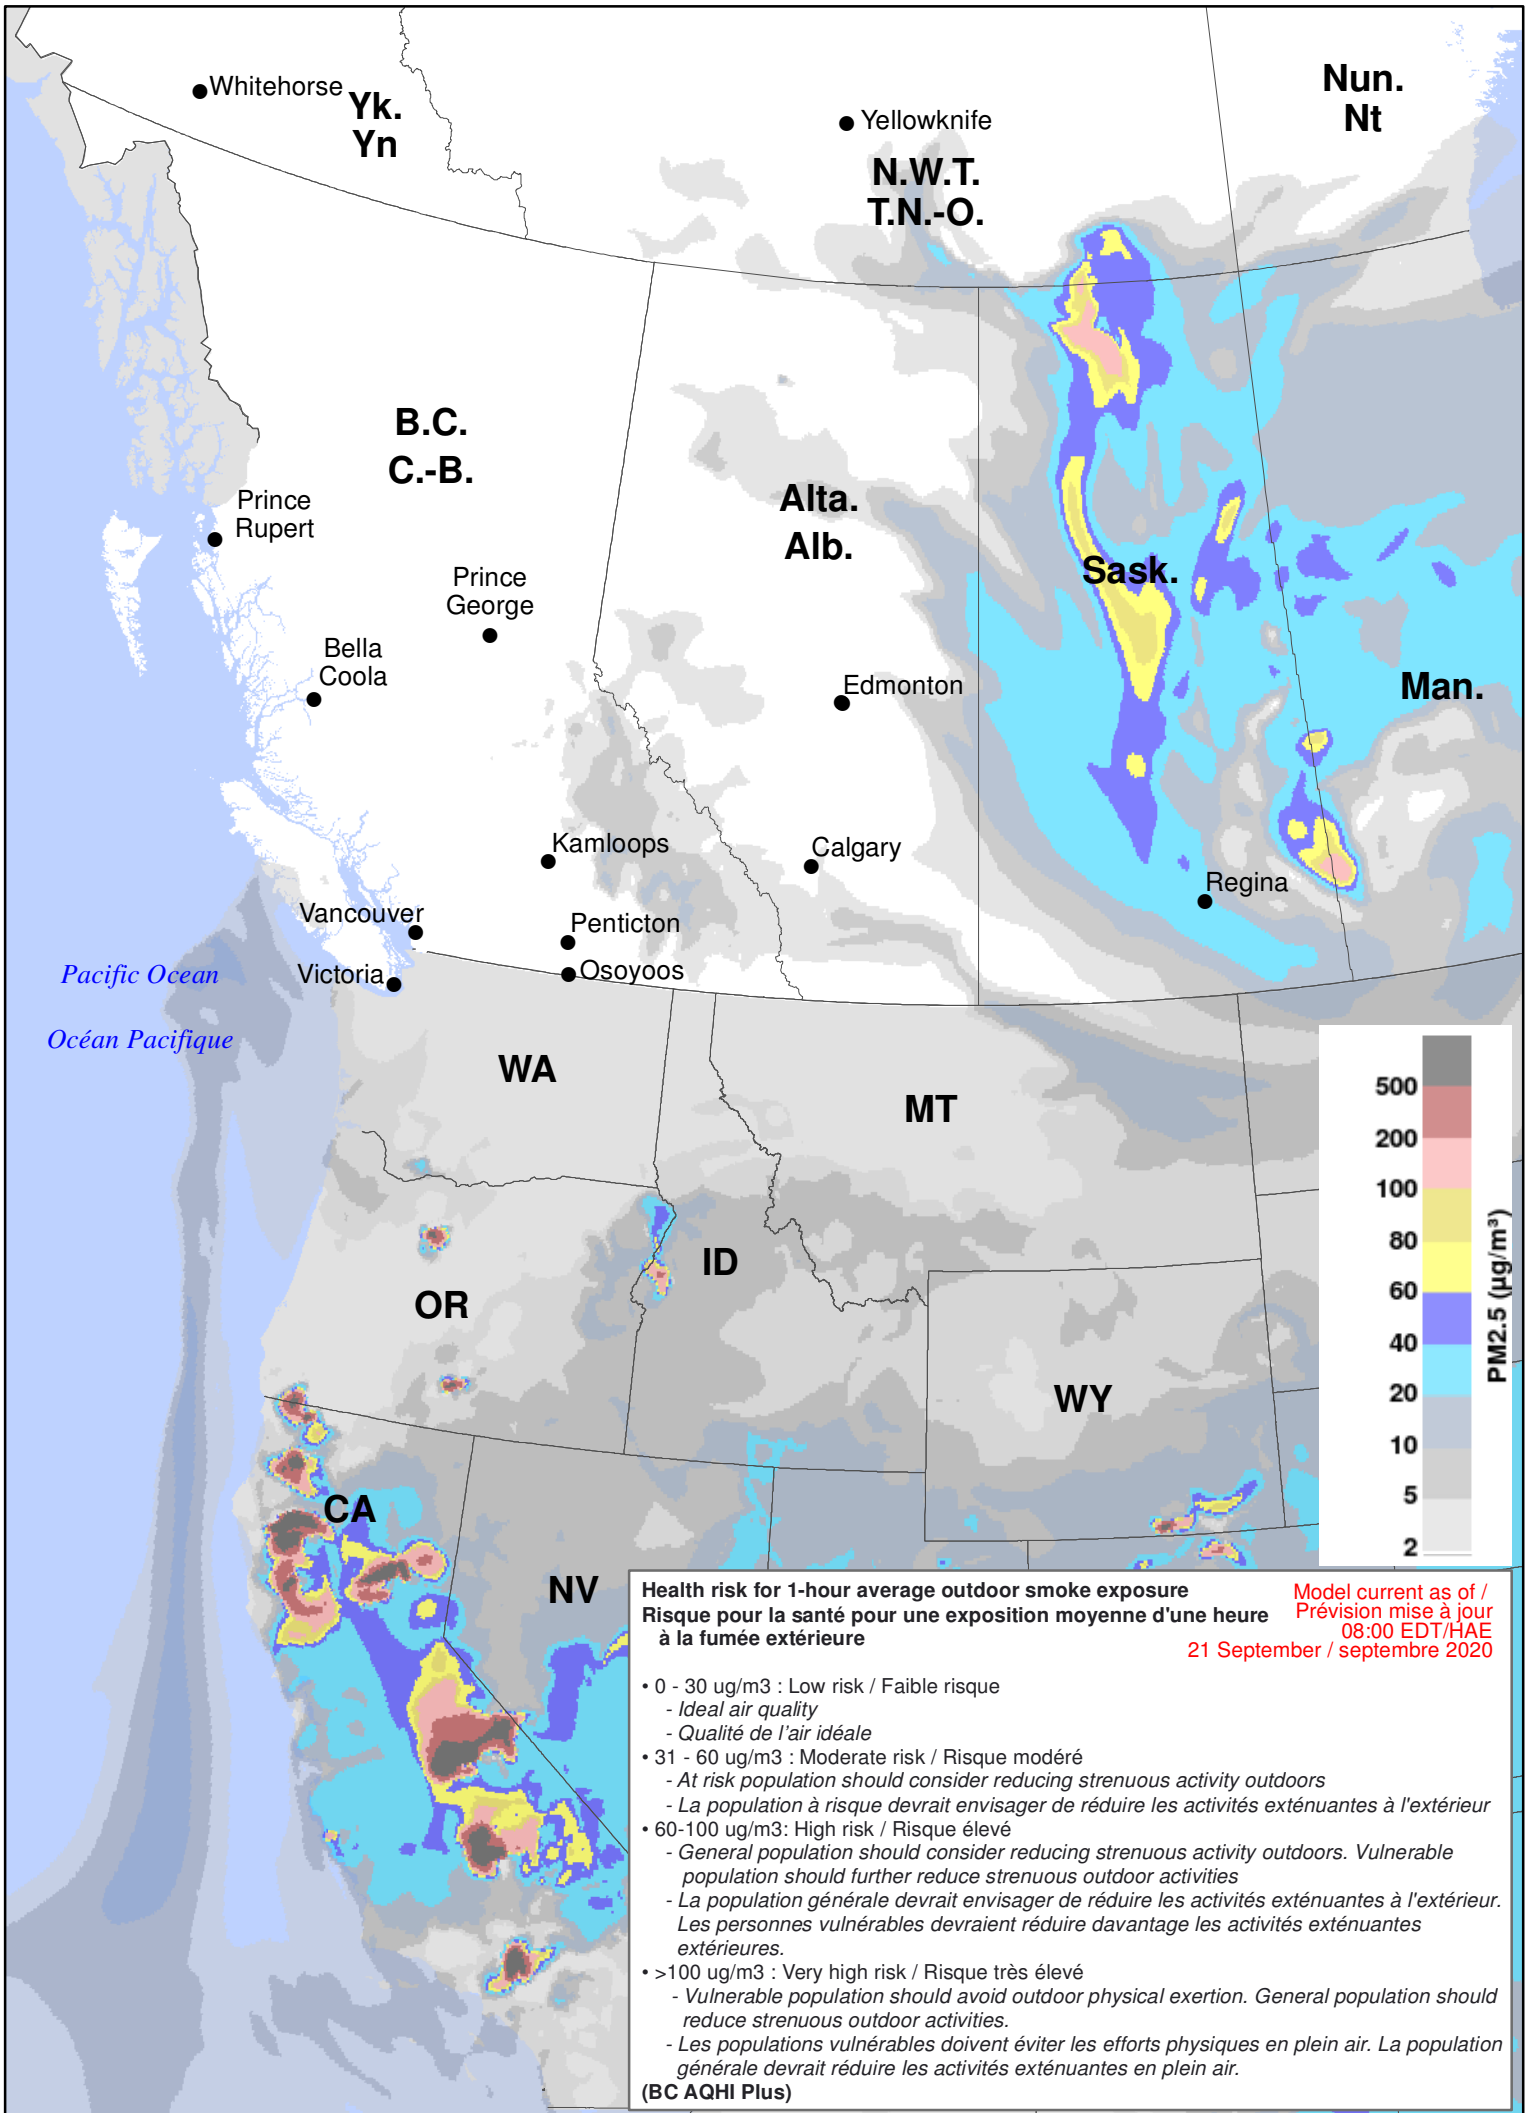 Whitehorse
Yk.
Yn
Yellowknife
N.W.T.
T.N.-O.
Nun.
Nt
B.C.
C.-B.
Prince
Rupert
Prince
George
Bella
Coola
Alta.
Alb.
Sask.
Man.
Edmonton
Kamloops
Calgary
Regina
Vancouver
Penticton
Victoria
Osoyoos
Pacific Ocean
Océan Pacifique
WA
MT
OR
ID
WY
CA
NV
500
200
100
80
60
40
20
10
5
2
PM2.5 (µg/m³)
Health risk for 1-hour average outdoor smoke exposure
Risque pour la santé pour une exposition moyenne d'une heure
à la fumée extérieure
Model current as of /
Prévision mise à jour
08:00 EDT/HAE
21 September / septembre 2020
• 0 - 30 ug/m3 : Low risk / Faible risque
- Ideal air quality
- Qualité de l'air idéale
• 31 - 60 ug/m3 : Moderate risk / Risque modéré
- At risk population should consider reducing strenuous activity outdoors
- La population à risque devrait envisager de réduire les activités exténuantes à l'extérieur
• 60-100 ug/m3: High risk / Risque élevé
- General population should consider reducing strenuous activity outdoors. Vulnerable
population should further reduce strenuous outdoor activities
- La population générale devrait envisager de réduire les activités exténuantes à l'extérieur.
Les personnes vulnérables devraient réduire davantage les activités exténuantes
extérieures.
• >100 ug/m3 : Very high risk / Risque très élevé
- Vulnerable population should avoid outdoor physical exertion. General population should
reduce strenuous outdoor activities.
- Les populations vulnérables doivent éviter les efforts physiques en plein air. La population
générale devrait réduire les activités exténuantes en plein air.
(BC AQHI Plus)